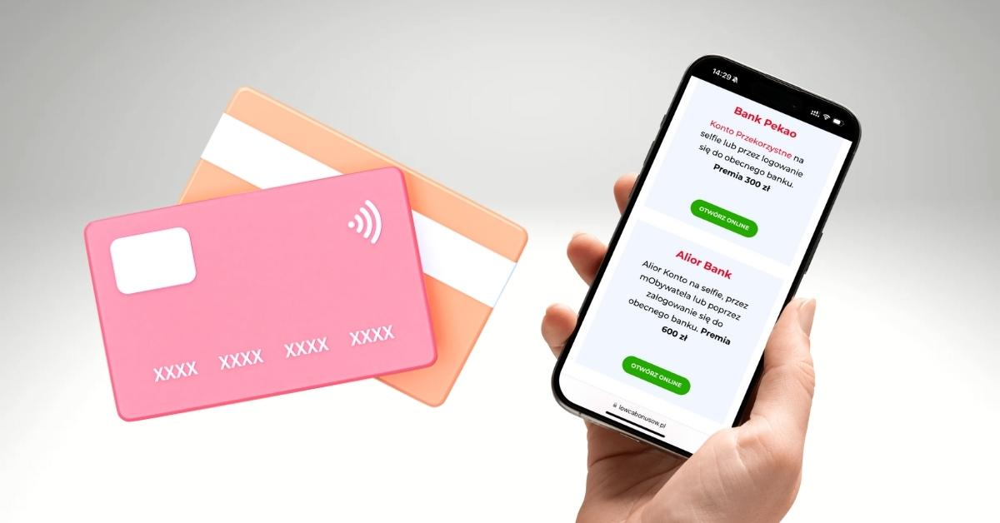 XXXX XXXX XXXX XXXX
14:29
Bank Pekao
Konto Przekorzystne na
selfie lub przez logowanie
się do obecnego banku.
Premia 300 zł
OTWÓRZ ONLINE
Alior Bank
Alior Konto na selfie, przez
mObywatela lub poprzez
zalogowanie się do
obecnego banku. Premia
600 zł
OTWÓRZ ONLINE
lowcabonusow.pl